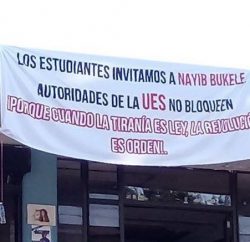 LOS ESTUDIANTES INVITAMOS A NAYIB BUKELE
AUTORIDADES DE LA UES NO BLOQUEEN
¡PORQUE CUANDO LA TIRANÍA ES LEY, LA REVOLUCIÓN
ES ORDEN!.